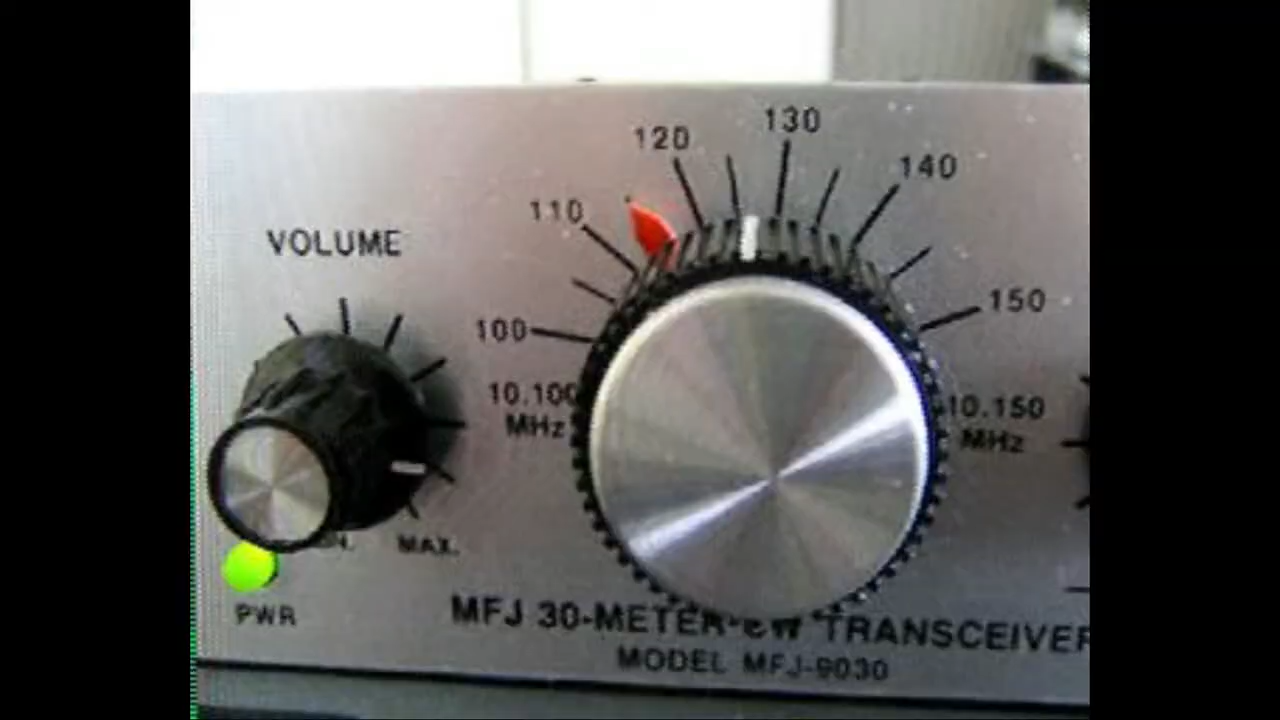 130
120
140
110
VOLUME
150
100
10.100
MHz
10.150
MHz
MAX.
PWR
MFJ 30-METER-CW TRANSCEIVER
MODEL MFJ-9030